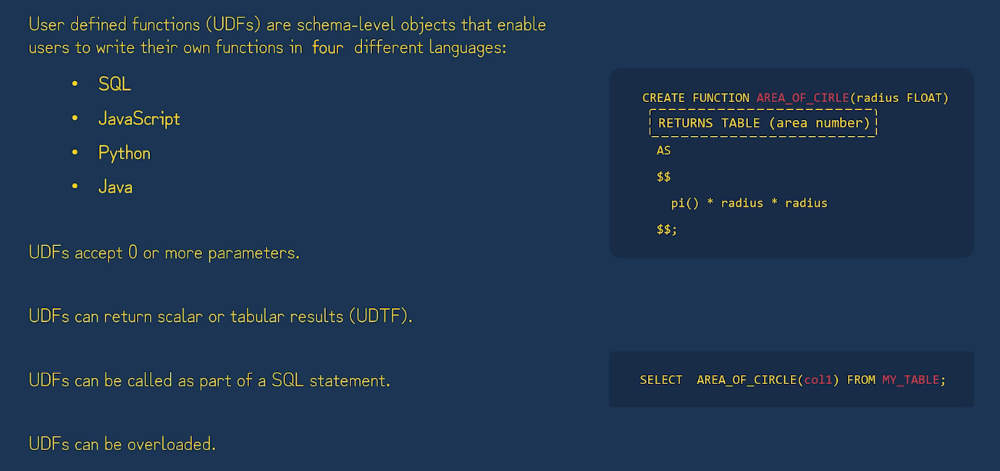 User defined functions (UDFs) are schema-level objects that enable
users to write their own functions in four different languages:
• SQL
• JavaScript
• Python
• Java
UDFs accept 0 or more parameters.
UDFs can return scalar or tabular results (UDTF).
UDFs can be called as part of a SQL statement.
UDFs can be overloaded.
CREATE FUNCTION AREA_OF_CIRLE(radius FLOAT)
RETURNS TABLE (area number)
AS
$$
pi() * radius * radius
$$;
SELECT AREA_OF_CIRCLE(col1) FROM MY_TABLE;